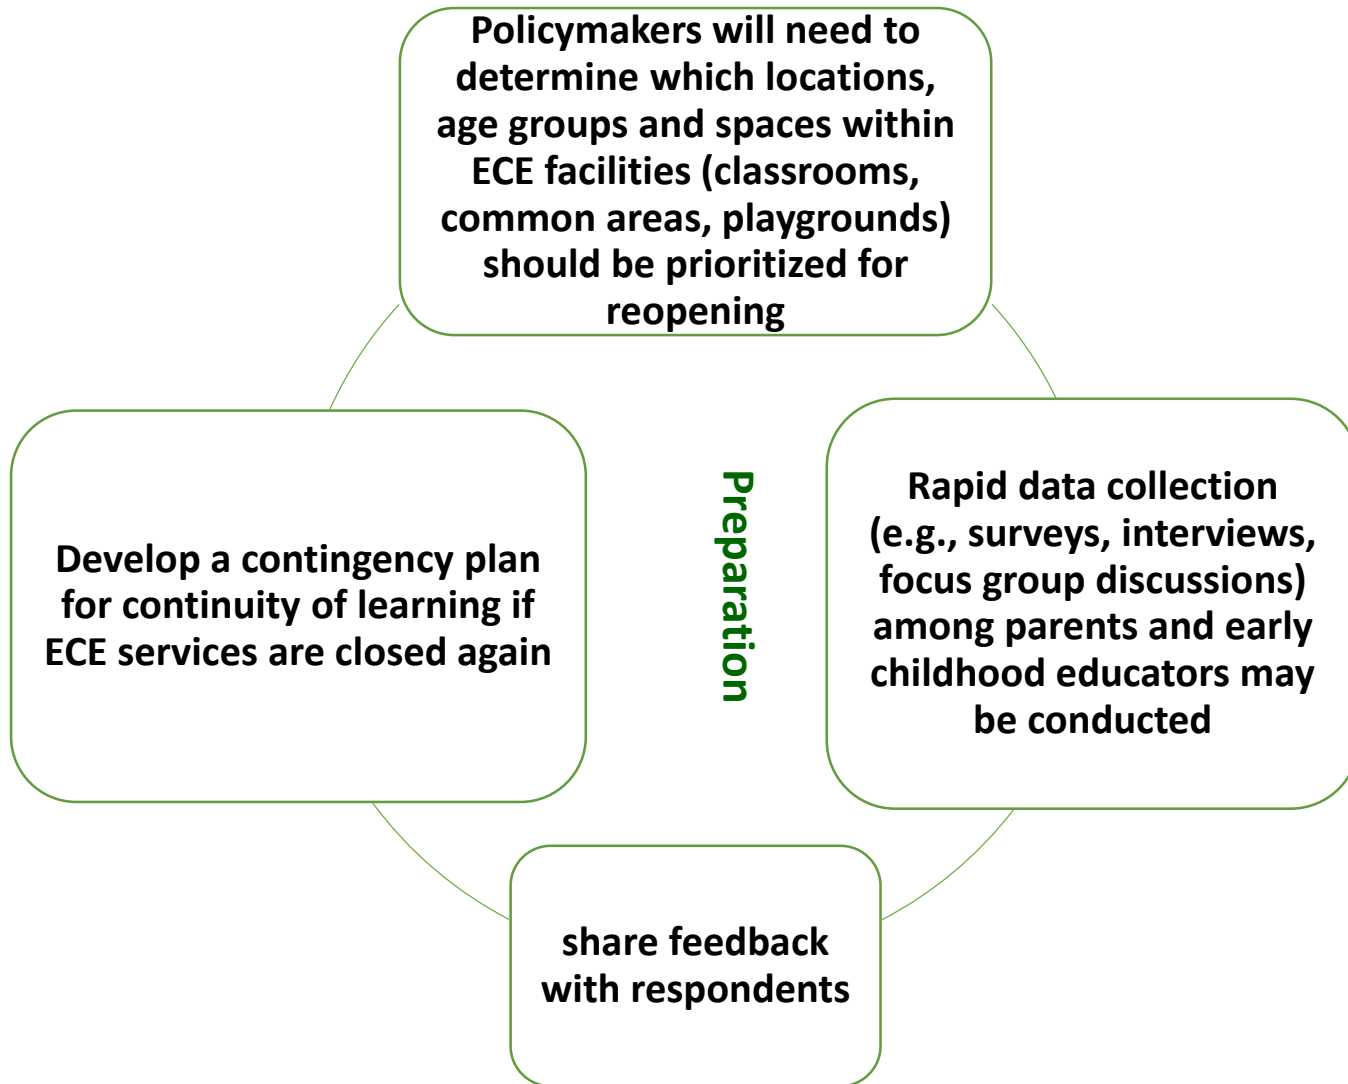 Policymakers will need to
determine which locations,
age groups and spaces within
ECE facilities (classrooms,
common areas, playgrounds)
should be prioritized for
reopening
Rapid data collection
(e.g., surveys, interviews,
focus group discussions)
among parents and early
childhood educators may
be conducted
share feedback
with respondents
Develop a contingency plan
for continuity of learning if
ECE services are closed again
Preparation